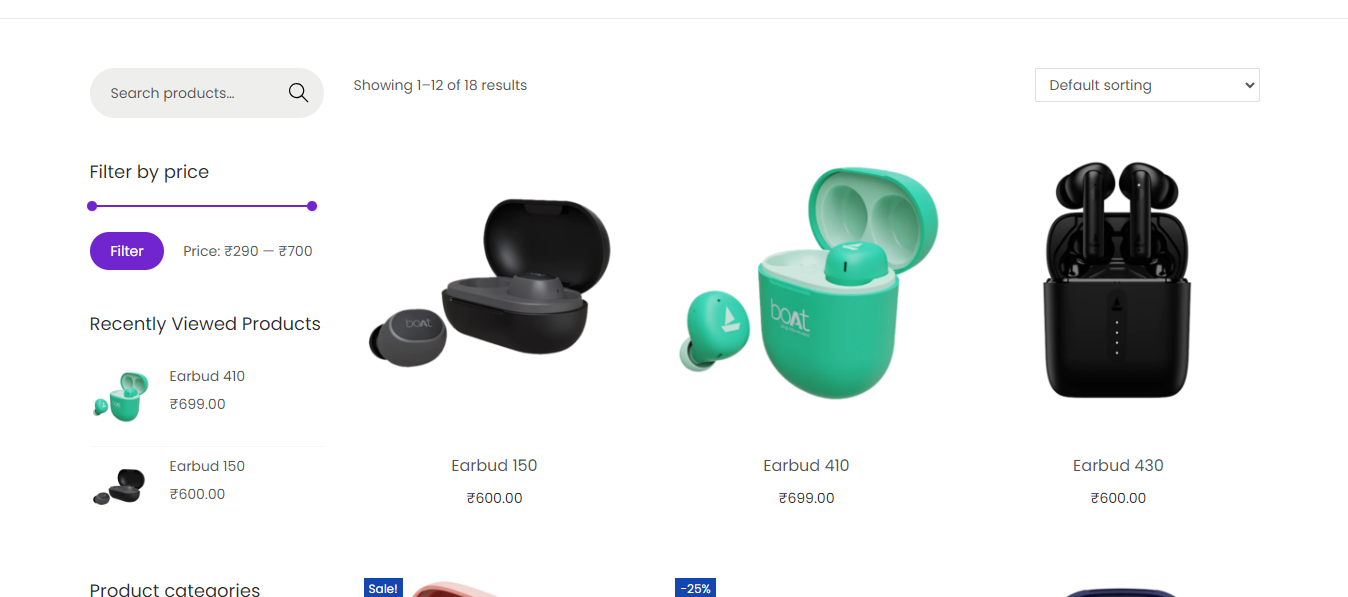 Search products…
Showing 1–12 of 18 results
Default sorting
Filter by price
Filter
Price: ₹290 — ₹700
Recently Viewed Products
Earbud 410
₹699.00
Earbud 150
₹600.00
boAt
boAt
Earbud 150
₹600.00
Earbud 410
₹699.00
Earbud 430
₹600.00
Product categories
Sale!
-25%